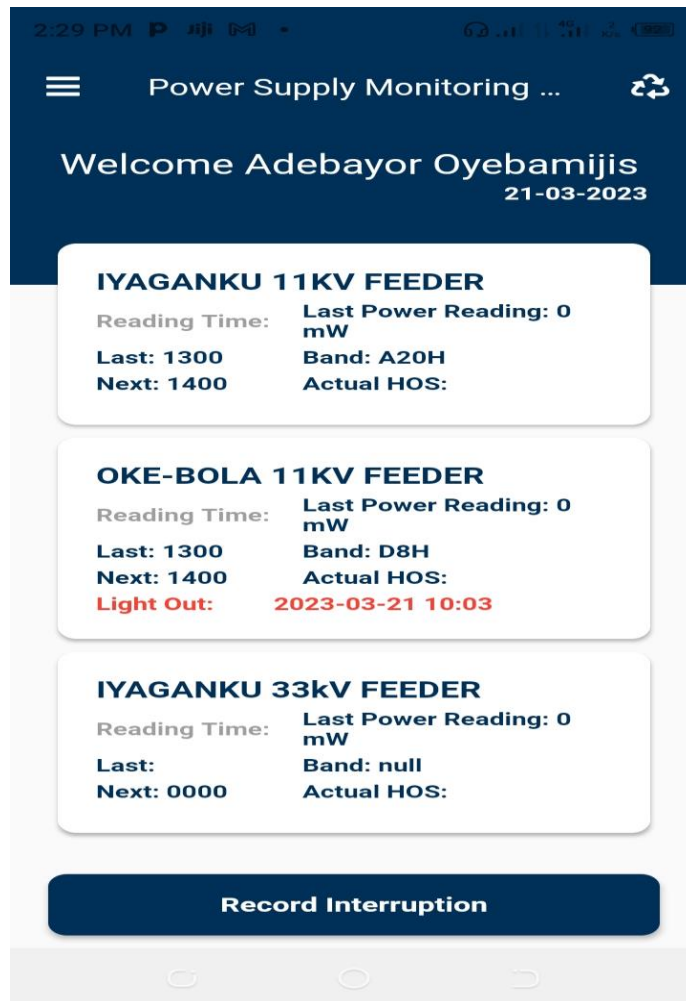 2:29 PM P Jiji M •
4G
Power Supply Monitoring ...
Welcome Adebayor Oyebamijis
21-03-2023
IYAGANKU 11KV FEEDER
Reading Time: Last Power Reading: 0
mW
Last: 1300 Band: A20H
Next: 1400 Actual HOS:
OKE-BOLA 11KV FEEDER
Reading Time: Last Power Reading: 0
mW
Last: 1300 Band: D8H
Next: 1400 Actual HOS:
Light Out: 2023-03-21 10:03
IYAGANKU 33kV FEEDER
Reading Time: Last Power Reading: 0
mW
Last: Band: null
Next: 0000 Actual HOS:
Record Interruption